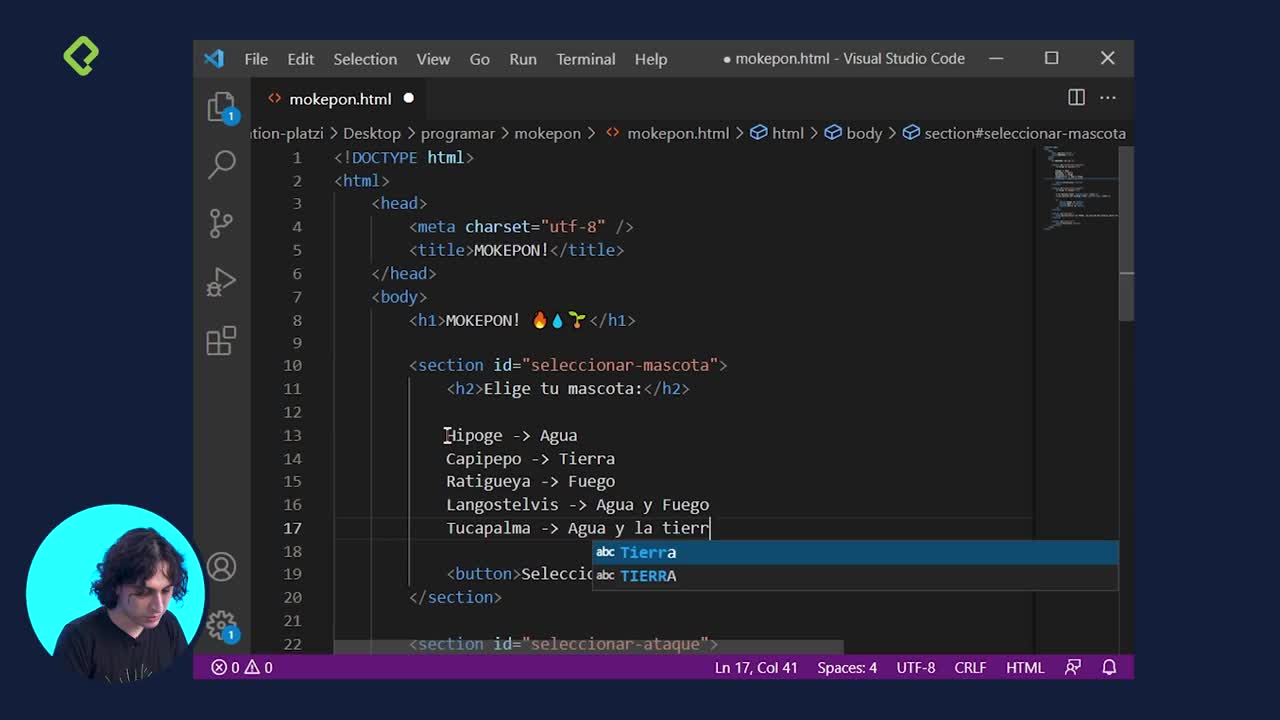 File Edit Selection View Go Run Terminal Help ● mokepon.html - Visual Studio Code
mokepon.html
1
ation-platzi > Desktop > programar > mokepon > mokepon.html > html > body > section#seleccionar-mascota
1 <!DOCTYPE html>
2 <html>
3 <head>
4 <meta charset="utf-8" />
5 <title>MOKEPON!</title>
6 </head>
7 <body>
8 <h1>MOKEPON! 🔥💧🌱</h1>
9
10 <section id="seleccionar-mascota">
11 <h2>Elige tu mascota:</h2>
12
13 Hipoge -> Agua
14 Capipepo -> Tierra
15 Ratigueya -> Fuego
16 Langostelvis -> Agua y Fuego
17 Tucapalma -> Agua y la tierr
18 abc Tierra
19 <button>Selecci abc TIERRA
20 </section>
21
22 <section id="seleccionar-ataque">
1
0 0 Ln 17, Col 41 Spaces: 4 UTF-8 CRLF HTML